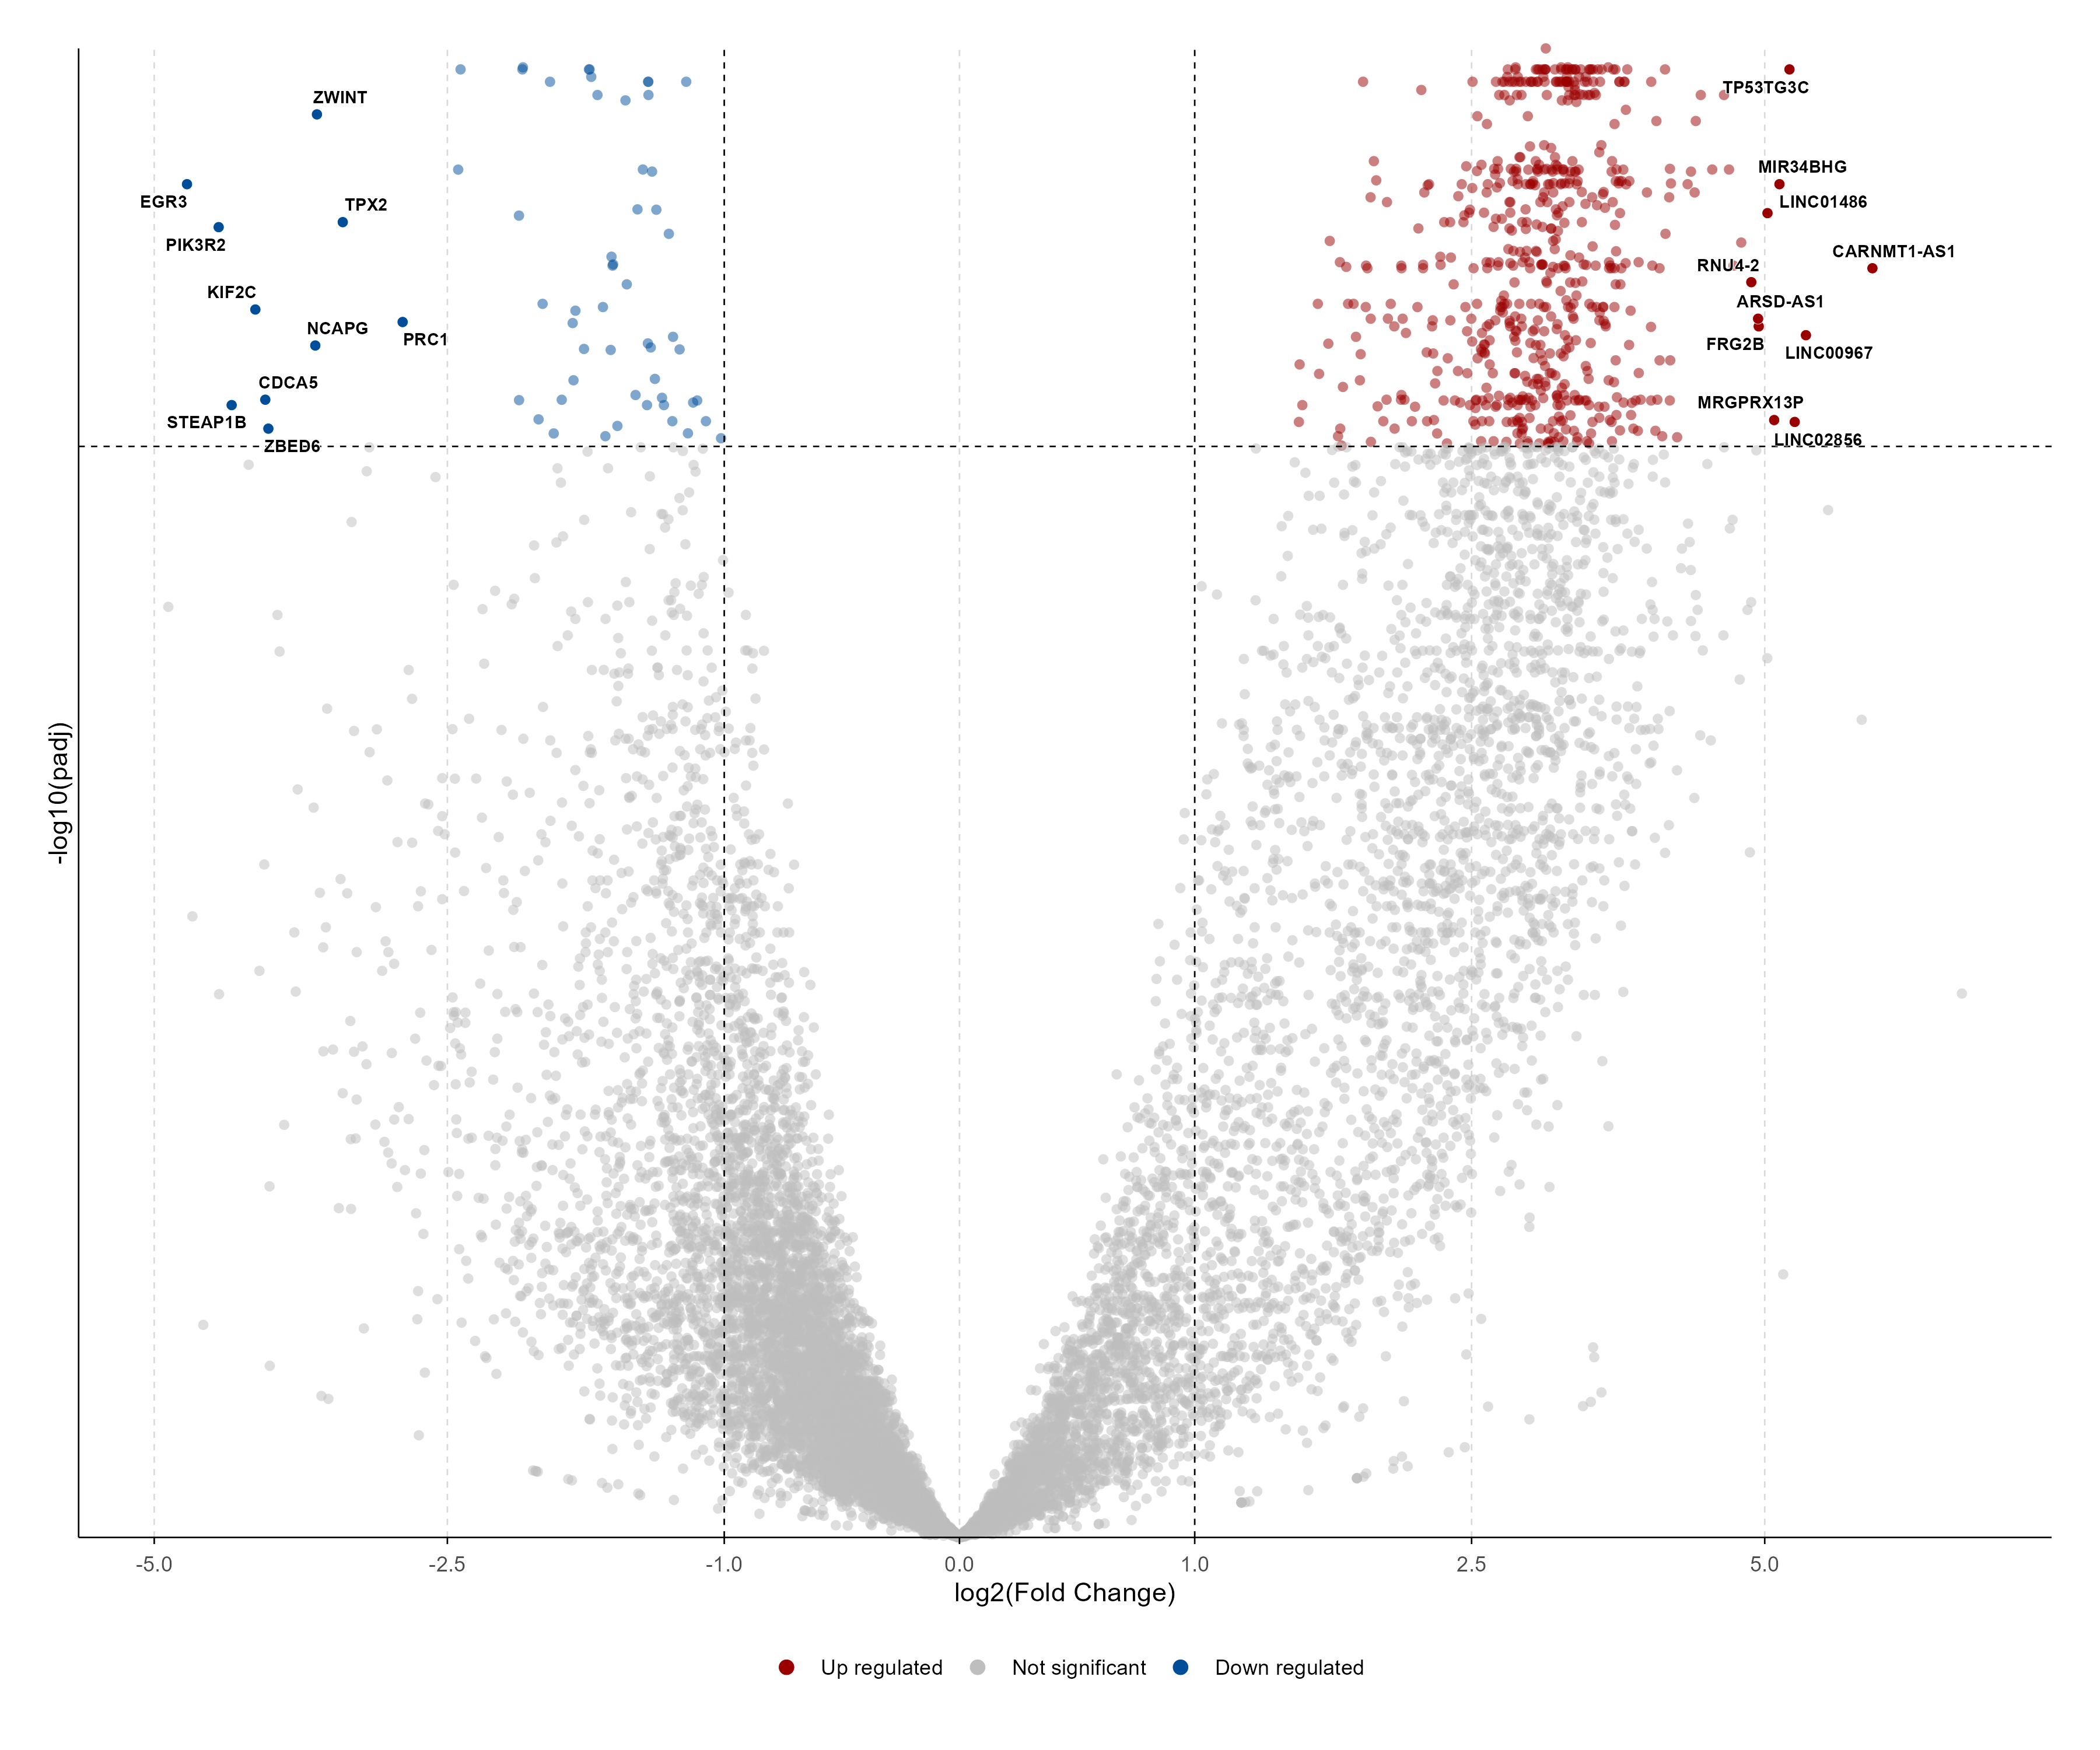 ZWINT
TP53TG3C
MIR34BHG
EGR3
TPX2
LINC01486
PIK3R2
CARNMT1-AS1
RNU4-2
KIF2C
ARSD-AS1
NCAPG
PRC1
FRG2B
LINC00967
CDCA5
MRGPRX13P
STEAP1B
ZBED6
LINC02856
-log10(padj)
-5.0 -2.5 -1.0 0.0 1.0 2.5 5.0
log2(Fold Change)
Up regulated Not significant Down regulated